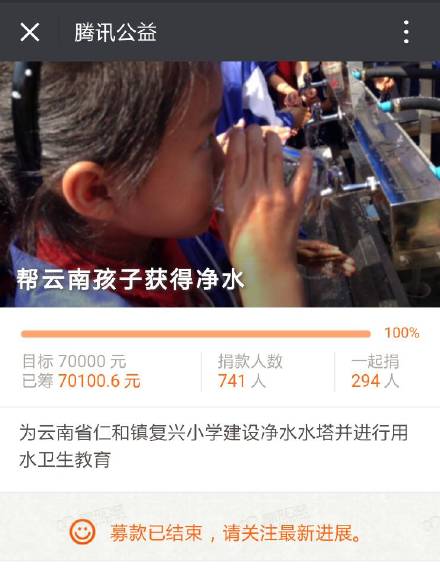 腾讯公益
帮云南孩子获得净水
100%
目标 70000 元
已筹 70100.6 元
捐款人数
741 人
一起捐
294 人
为云南省仁和镇复兴小学建设净水水塔并进行用
水卫生教育
募款已结束，请关注最新进展。